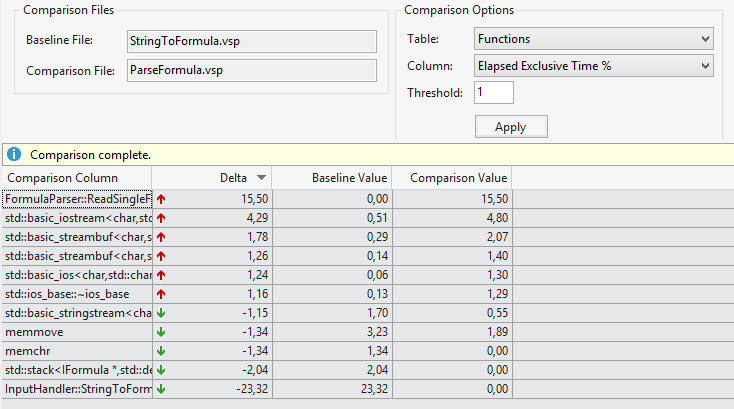 Comparison Files
Baseline File: StringToFormula.vsp
Comparison File: ParseFormula.vsp
Comparison Options
Table: Functions
Column: Elapsed Exclusive Time %
Threshold: 1
Apply
Comparison complete.
Comparison Column Delta Baseline Value Comparison Value
FormulaParser::ReadSingleF 15,50 0,00 15,50
std::basic_iostream<char,std 4,29 0,51 4,80
std::basic_streambuf<char,s 1,78 0,29 2,07
std::basic_streambuf<char,s 1,26 0,14 1,40
std::basic_ios<char,std::char 1,24 0,06 1,30
std::ios_base::~ios_base 1,16 0,13 1,29
std::basic_stringstream<cha -1,15 1,70 0,55
memmove -1,34 3,23 1,89
memchr -1,34 1,34 0,00
std::stack<IFormula *,std::de -2,04 2,04 0,00
InputHandler::StringToForm -23,32 23,32 0,00